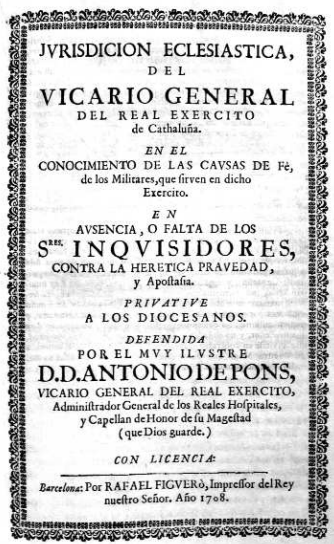 JVRISDICION ECLESIASTICA,
DEL
VICARIO GENERAL
DEL REAL EXERCITO
de Cathaluña.
EN EL
CONOCIMIENTO DE LAS CAVSAS DE Fè,
de los Militares, que sirven en dicho
Exercito.
EN
AVSENCIA, O FALTA DE LOS
Sres. INQVISIDORES,
CONTRA LA HERETICA PRAVEDAD,
y Apostasia.
PRIVATIVE
A LOS DIOCESANOS.
DEFENDIDA
POR EL MVY ILVSTRE
D.D. ANTONIO DE PONS,
VICARIO GENERAL DEL REAL EXERCITO,
Administrador General de los Reales Hospitales,
y Capellan de Honor de su Magestad
(que Dios guarde.)
CON LICENCIA:
Barcelona: Por RAFAEL FIGVERò, Impressor del Rey
nuestro Señor. Año 1708.